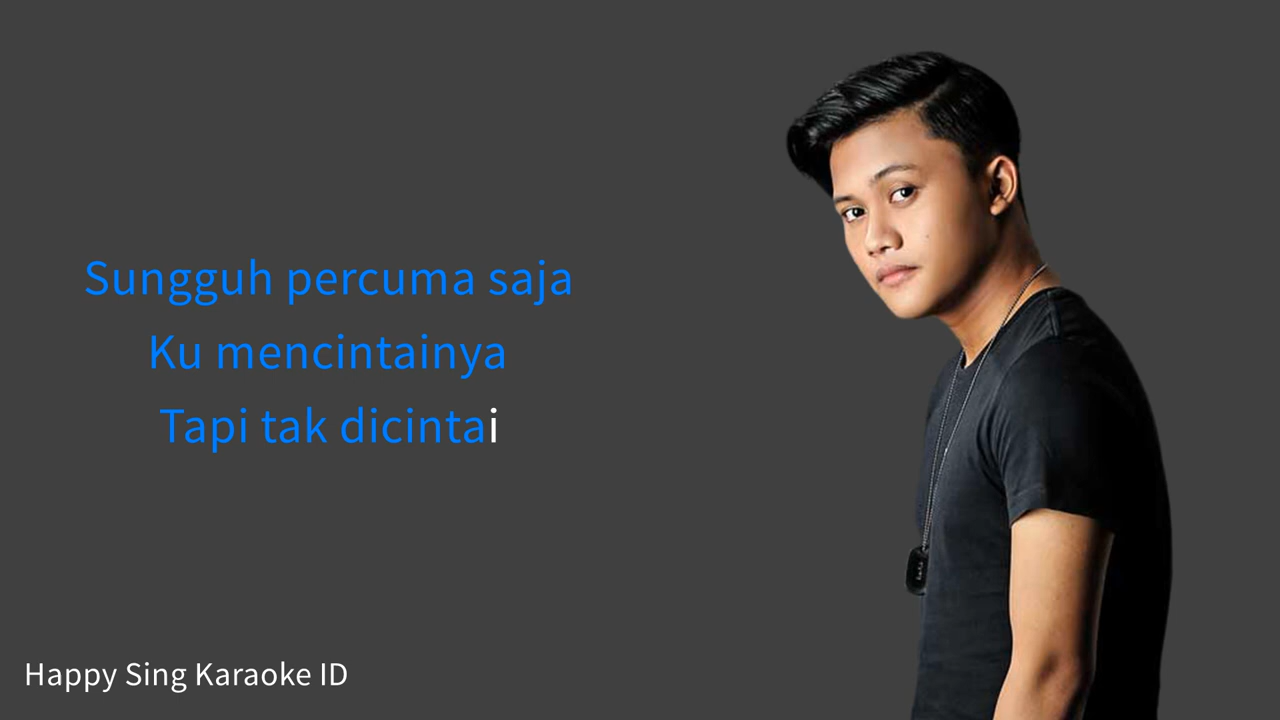 Sungguh percuma saja
Ku mencintainya
Tapi tak dicintai
Happy Sing Karaoke ID